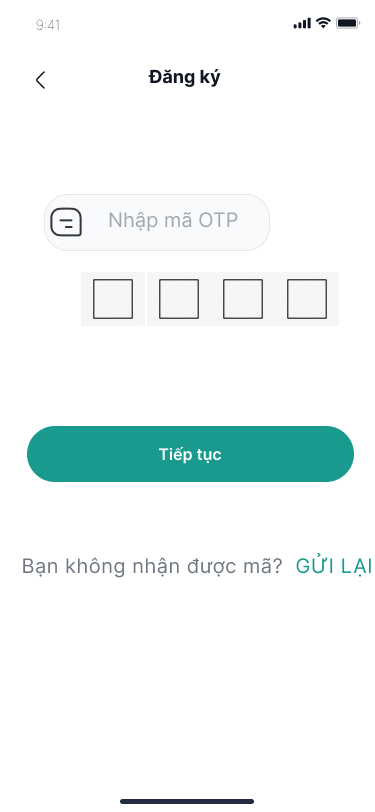 9:41
Đăng ký
Nhập mã OTP
Tiếp tục
Bạn không nhận được mã? GỬI LẠI